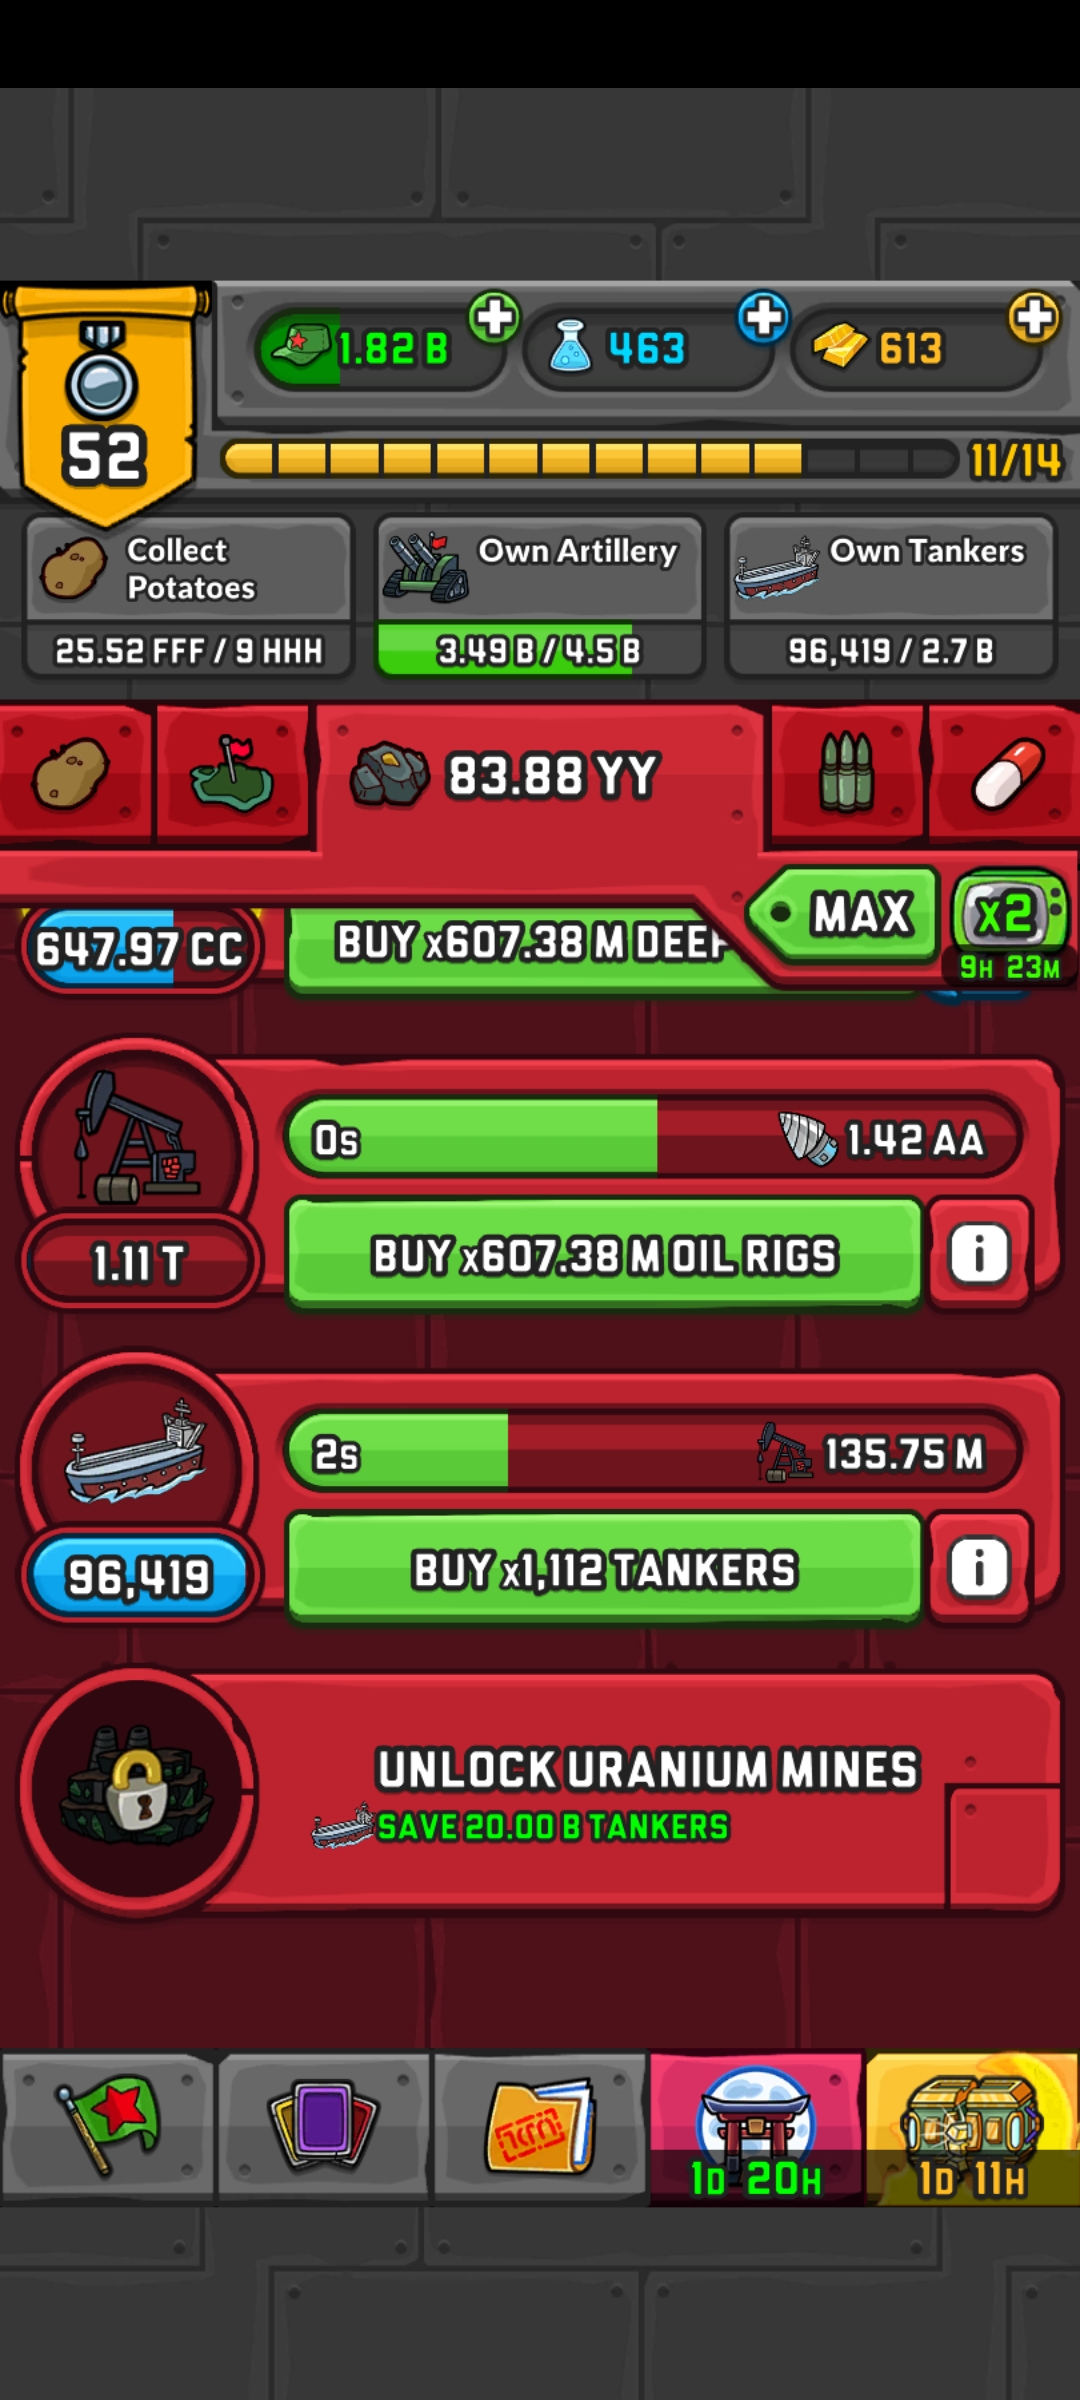 1.82 B
463
613
52
11/14
Collect
Potatoes
25.52 FFF / 9 HHH
Own Artillery
3.49 B / 4.5 B
Own Tankers
96,419 / 2.7 B
83.88 YY
MAX
x2
9H 23M
647.97 CC
BUY x607.38 M
0s
1.42 AA
1.11 T
BUY x607.38 M OIL RIGS
i
2s
135.75 M
96,419
BUY x1,112 TANKERS
i
UNLOCK URANIUM MINES
SAVE 20.00 B TANKERS
1D 20H
1D 11H